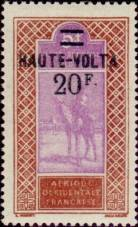 HAUTE-VOLTA
20F.
AFRIQUE
OCCIDENTALE
FRANÇAISE